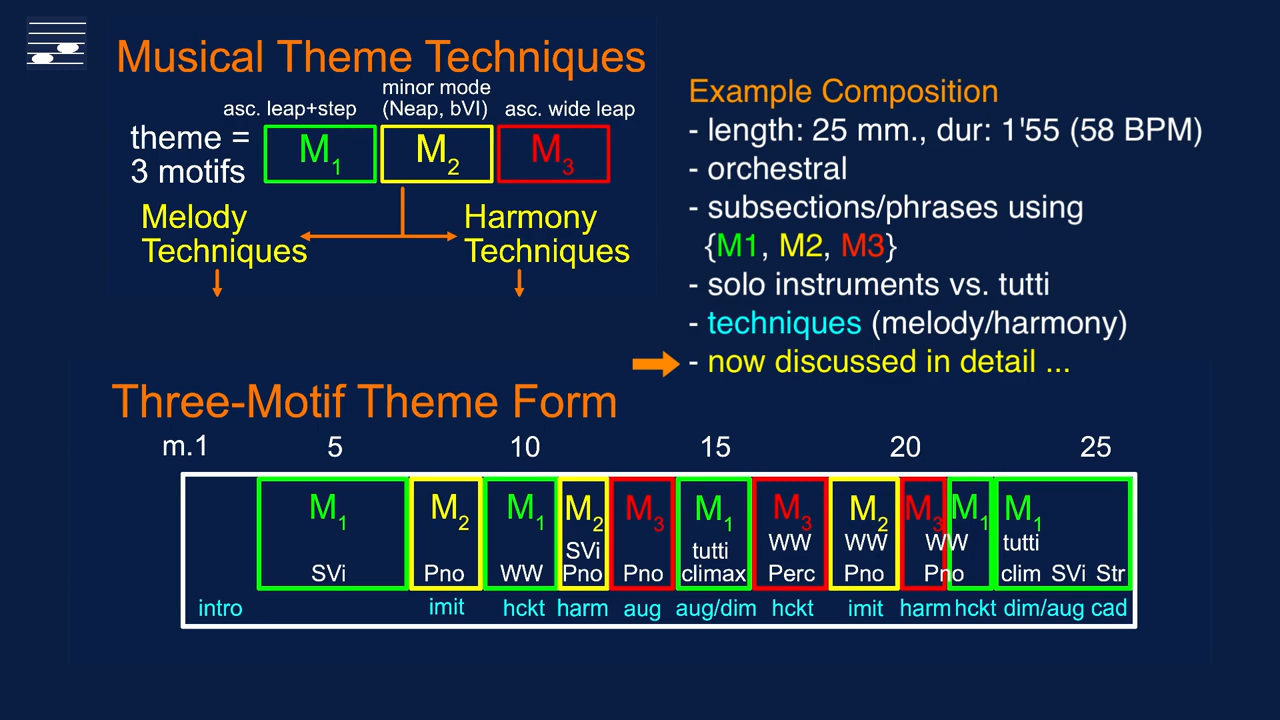 Musical Theme Techniques
minor mode
asc. leap+step (Neap, bVI) asc. wide leap
theme =
3 motifs
M1 M2 M3
Melody
Techniques
Harmony
Techniques
Example Composition
- length: 25 mm., dur: 1'55 (58 BPM)
- orchestral
- subsections/phrases using
{M1, M2, M3}
- solo instruments vs. tutti
- techniques (melody/harmony)
- now discussed in detail ...
Three-Motif Theme Form
m.1 5 10 15 20 25
M1 M2 M1 M2 M3 M1 M3 M2 M3 M1 M1
SVi tutti WW WW WW tutti
SVi Pno WW Pno Pno climax Perc Pno Pno clim SVi Str
intro imit hckt harm aug aug/dim hckt imit harm hckt dim/aug cad